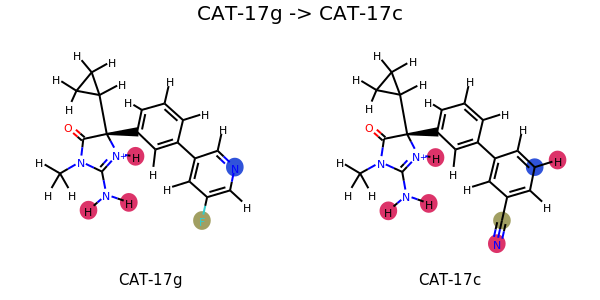 CAT-17g -> CAT-17c
H H H H H H H H H H H H H H H H O N N+ N N
H H H H H H H H H H H H H H H H H O N N+ N N
CAT-17g CAT-17c